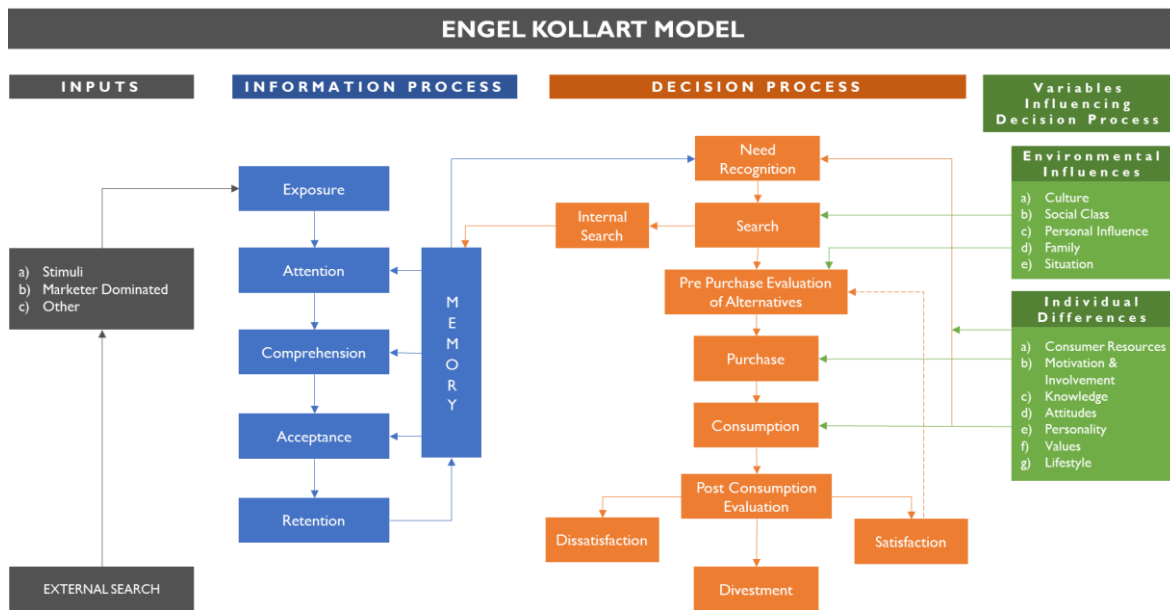 ENGEL KOLLART MODEL
INPUTS
INFORMATION PROCESS
DECISION PROCESS
Variables
Influencing
Decision Process
Exposure
Attention
Comprehension
Acceptance
Retention
a) Stimuli
b) Marketer Dominated
c) Other
EXTERNAL SEARCH
MEMORY
Need
Recognition
Internal
Search
Search
Pre Purchase Evaluation
of Alternatives
Purchase
Consumption
Post Consumption
Evaluation
Dissatisfaction
Satisfaction
Divestment
Environmental
Influences
a) Culture
b) Social Class
c) Personal Influence
d) Family
e) Situation
Individual
Differences
a) Consumer Resources
b) Motivation &
Involvement
c) Knowledge
d) Attitudes
e) Personality
f) Values
g) Lifestyle